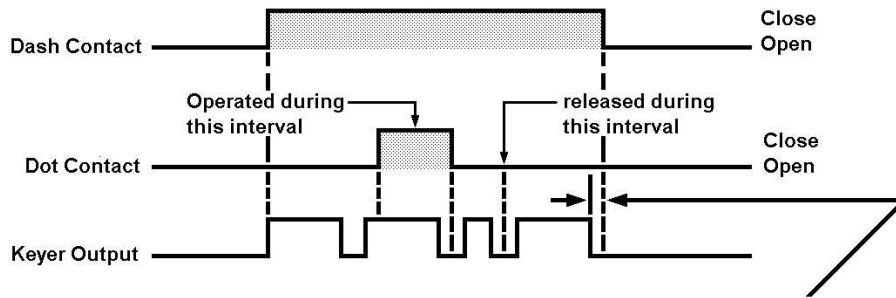 Close
Dash Contact
Open
Operated during
this interval
released during
this interval
Close
Dot Contact
Open
Keyer Output